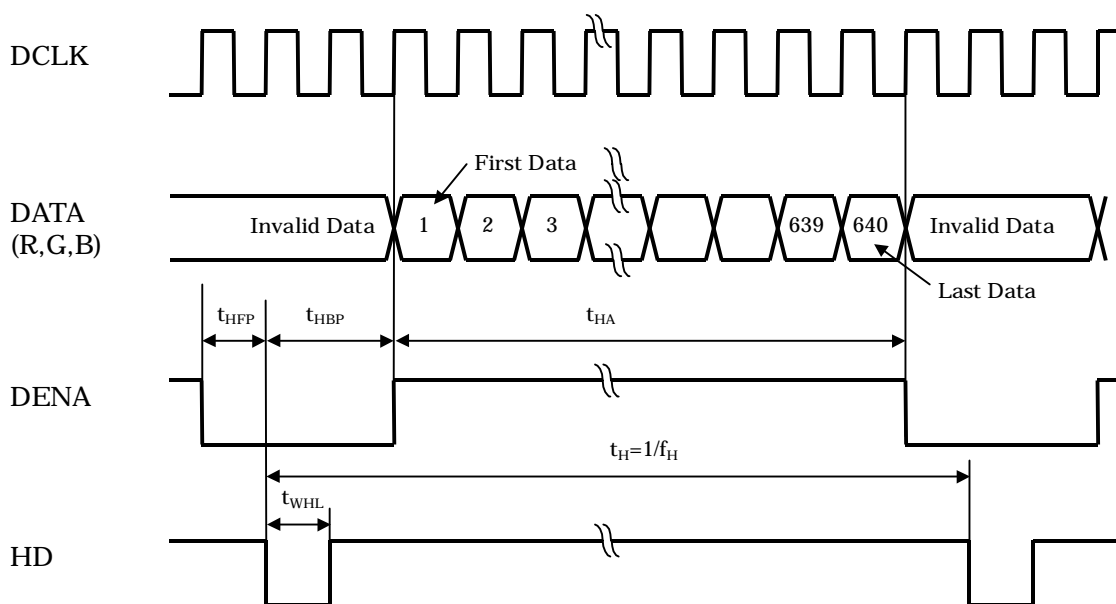 DCLK
First Data
DATA
(R,G,B)
Invalid Data 1 2 3 639 640 Invalid Data
Last Data
tHFP tHBP tHA
DENA
tH=1/fH
tWHL
HD